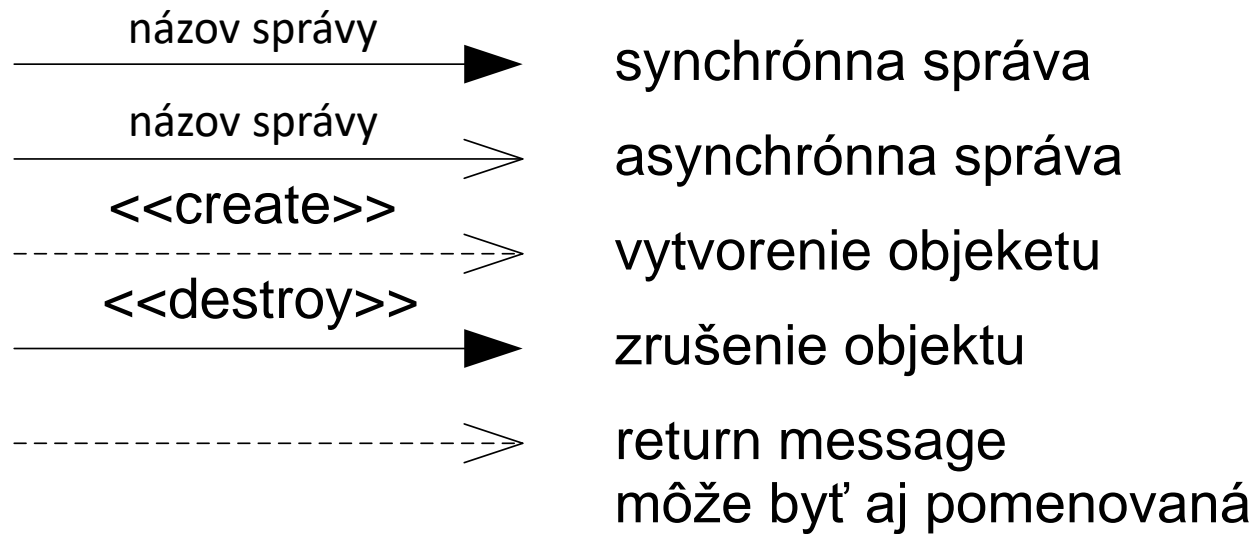 názov správy
synchrónna správa
názov správy
asynchrónna správa
<<create>>
vytvorenie objeketu
<<destroy>>
zrušenie objektu
return message
môže byť aj pomenovaná